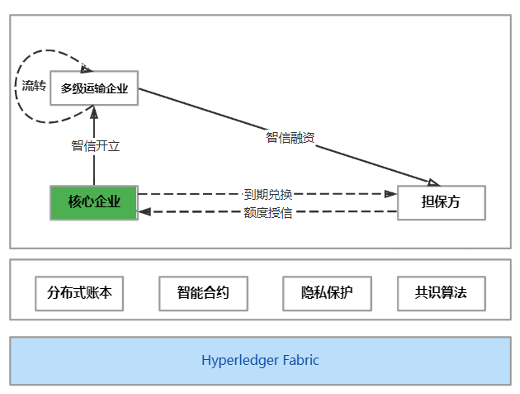 流转
多级运输企业
智信融资
智信开立
核心企业
到期兑换
额度授信
担保方
分布式账本
智能合约
隐私保护
共识算法
Hyperledger Fabric